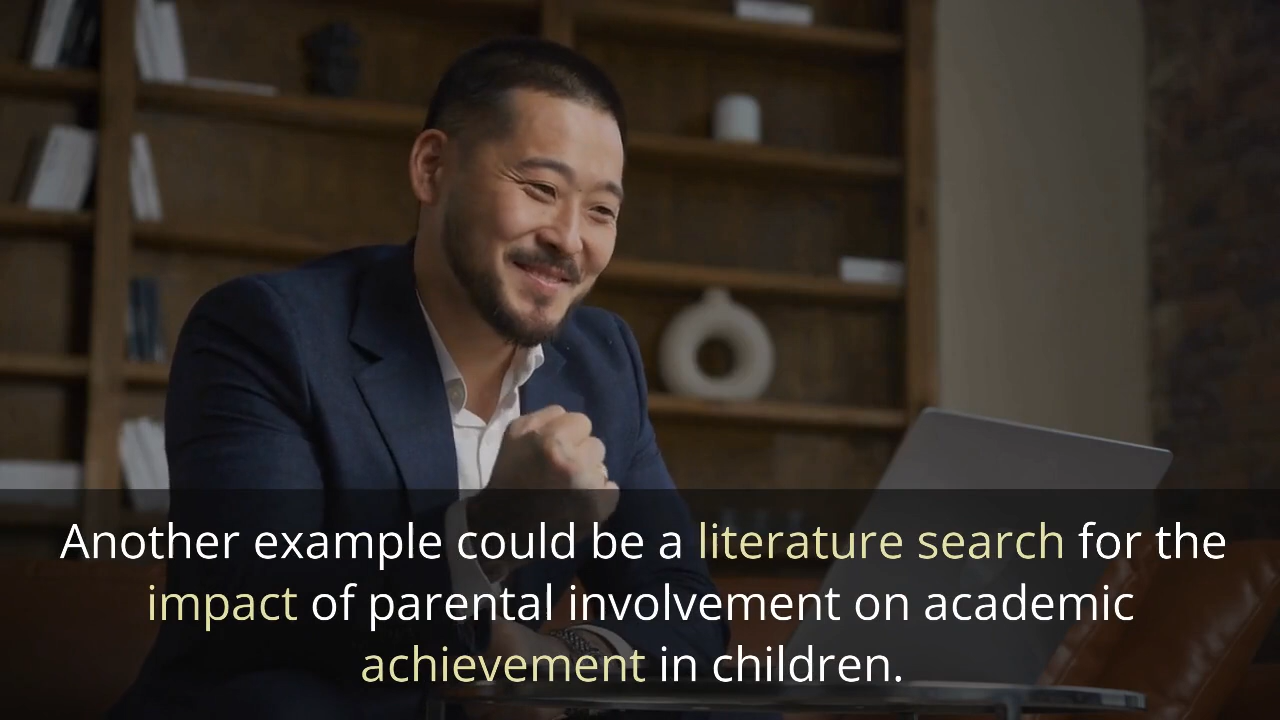 Another example could be a literature search for the
impact of parental involvement on academic
achievement in children.